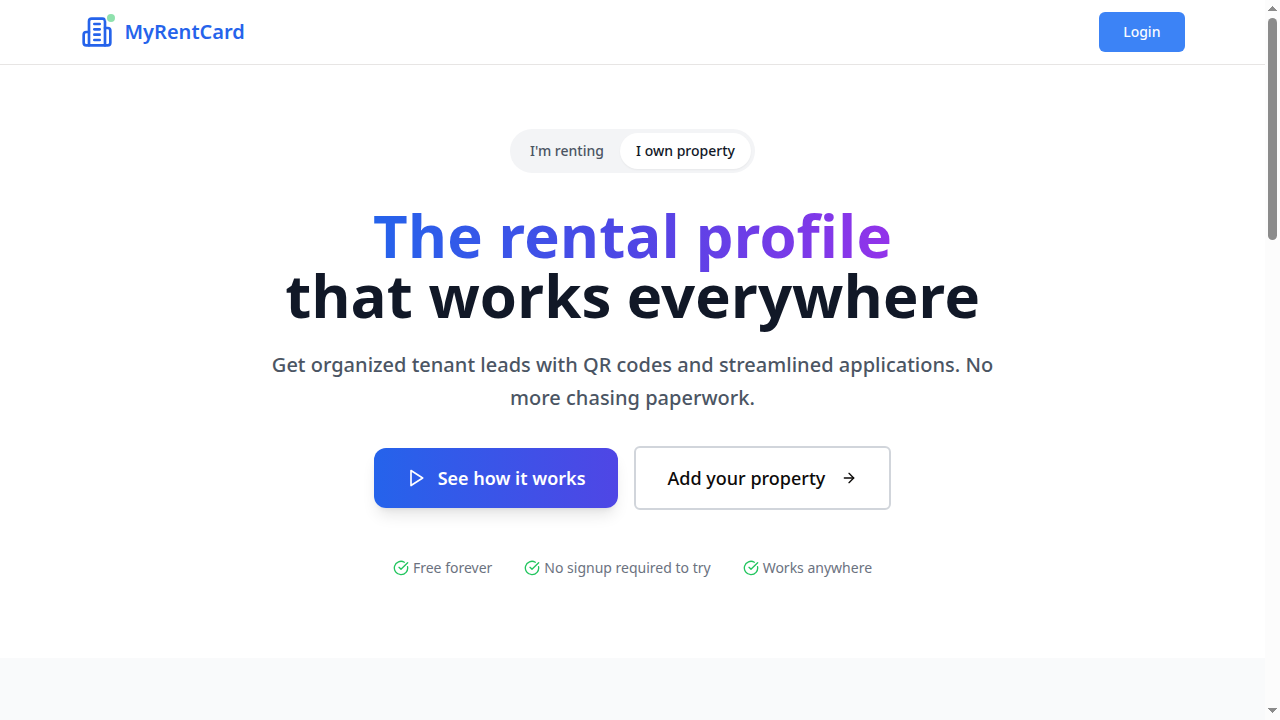 MyRentCard
Login
I'm renting
I own property
The rental profile
that works everywhere
Get organized tenant leads with QR codes and streamlined applications. No
more chasing paperwork.
See how it works
Add your property
Free forever
No signup required to try
Works anywhere